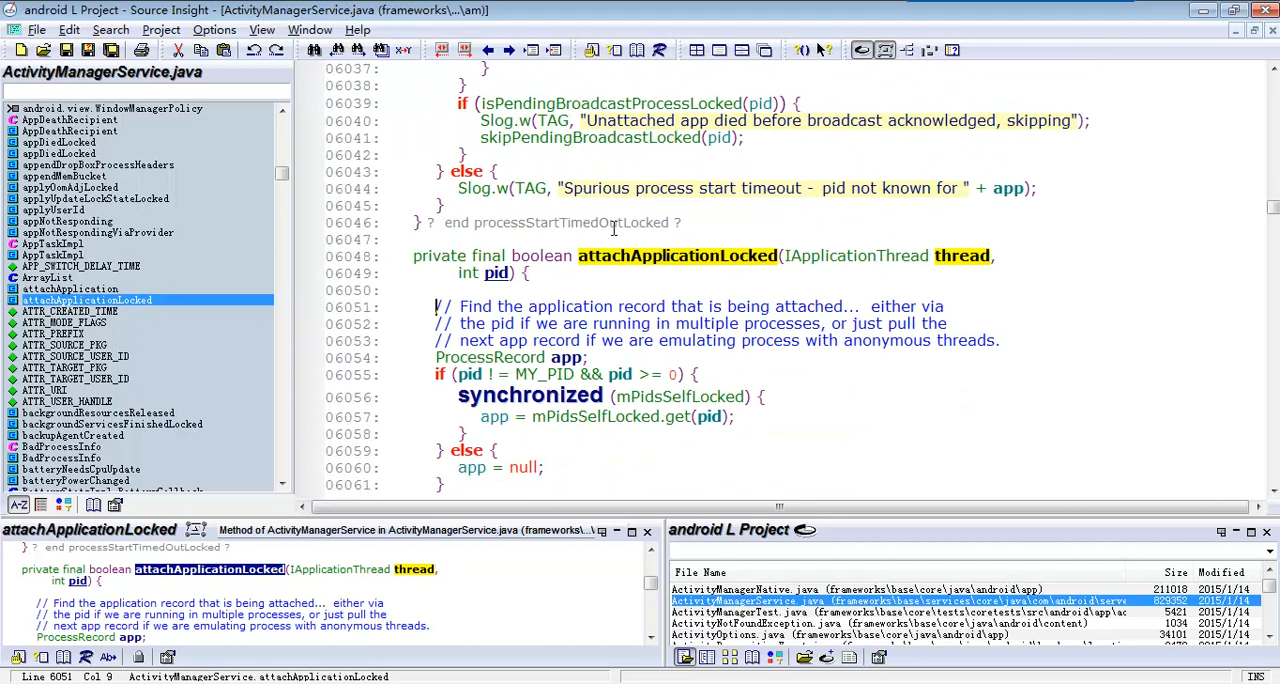 android L Project - Source Insight - [ActivityManagerService.java (frameworks\...\am)]
File Edit Search Project Options View Window Help
ActivityManagerService.java
android.view.WindowManagerPolicy
AppDeathRecipient
AppDeathRecipient
appDiedLocked
appDiedLocked
appendDropBoxProcessHeaders
appendMemBucket
applyOomAdjLocked
applyUpdateLockStateLocked
applyUserId
appNotResponding
appNotRespondingViaProvider
AppTaskImpl
AppTaskImpl
APP_SWITCH_DELAY_TIME
ArrayList
attachApplication
attachApplicationLocked
ATTR_CREATED_TIME
ATTR_MODE_FLAGS
ATTR_PREFIX
ATTR_SOURCE_PKG
ATTR_SOURCE_USER_ID
ATTR_TARGET_PKG
ATTR_TARGET_USER_ID
ATTR_URI
ATTR_USER_HANDLE
backgroundResourcesReleased
backgroundServicesFinishedLocked
backupAgentCreated
BadProcessInfo
BadProcessInfo
batteryNeedsCpuUpdate
batteryPowerChanged
06037: }
06038: }
06039: if (isPendingBroadcastProcessLocked(pid)) {
06040: Slog.w(TAG, "Unattached app died before broadcast acknowledged, skipping");
06041: skipPendingBroadcastLocked(pid);
06042: }
06043: } else {
06044: Slog.w(TAG, "Spurious process start timeout - pid not known for " + app);
06045: }
06046: } ? end processStartTimedOutLocked ?
06047:
06048: private final boolean attachApplicationLocked(IApplicationThread thread,
06049: int pid) {
06050:
06051: // Find the application record that is being attached... either via
06052: // the pid if we are running in multiple processes, or just pull the
06053: // next app record if we are emulating process with anonymous threads.
06054: ProcessRecord app;
06055: if (pid != MY_PID && pid >= 0) {
06056: synchronized (mPidsSelfLocked) {
06057: app = mPidsSelfLocked.get(pid);
06058: }
06059: } else {
06060: app = null;
06061: }
A-Z
attachApplicationLocked Method of ActivityManagerService in ActivityManagerService.java (frameworks\...\
} ? end processStartTimedOutLocked ?
private final boolean attachApplicationLocked(IApplicationThread thread,
int pid) {
// Find the application record that is being attached... either via
// the pid if we are running in multiple processes, or just pull the
// next app record if we are emulating process with anonymous threads.
ProcessRecord app;
android L Project
File Name Size Modified
ActivityManagerNative.java (frameworks\base\core\java\android\app) 211018 2015/1/14
ActivityManagerService.java (frameworks\base\services\core\java\com\android\serve 829352 2015/1/14
ActivityManagerTest.java (frameworks\base\core\tests\coretests\src\android\app\ac 5421 2015/1/14
ActivityNotFoundException.java (frameworks\base\core\java\android\content) 1034 2015/1/14
ActivityOptions.java (frameworks\base\core\java\android\app) 34101 2015/1/14
Line 6051 Col 9 ActivityManagerService.attachApplicationLocked INS